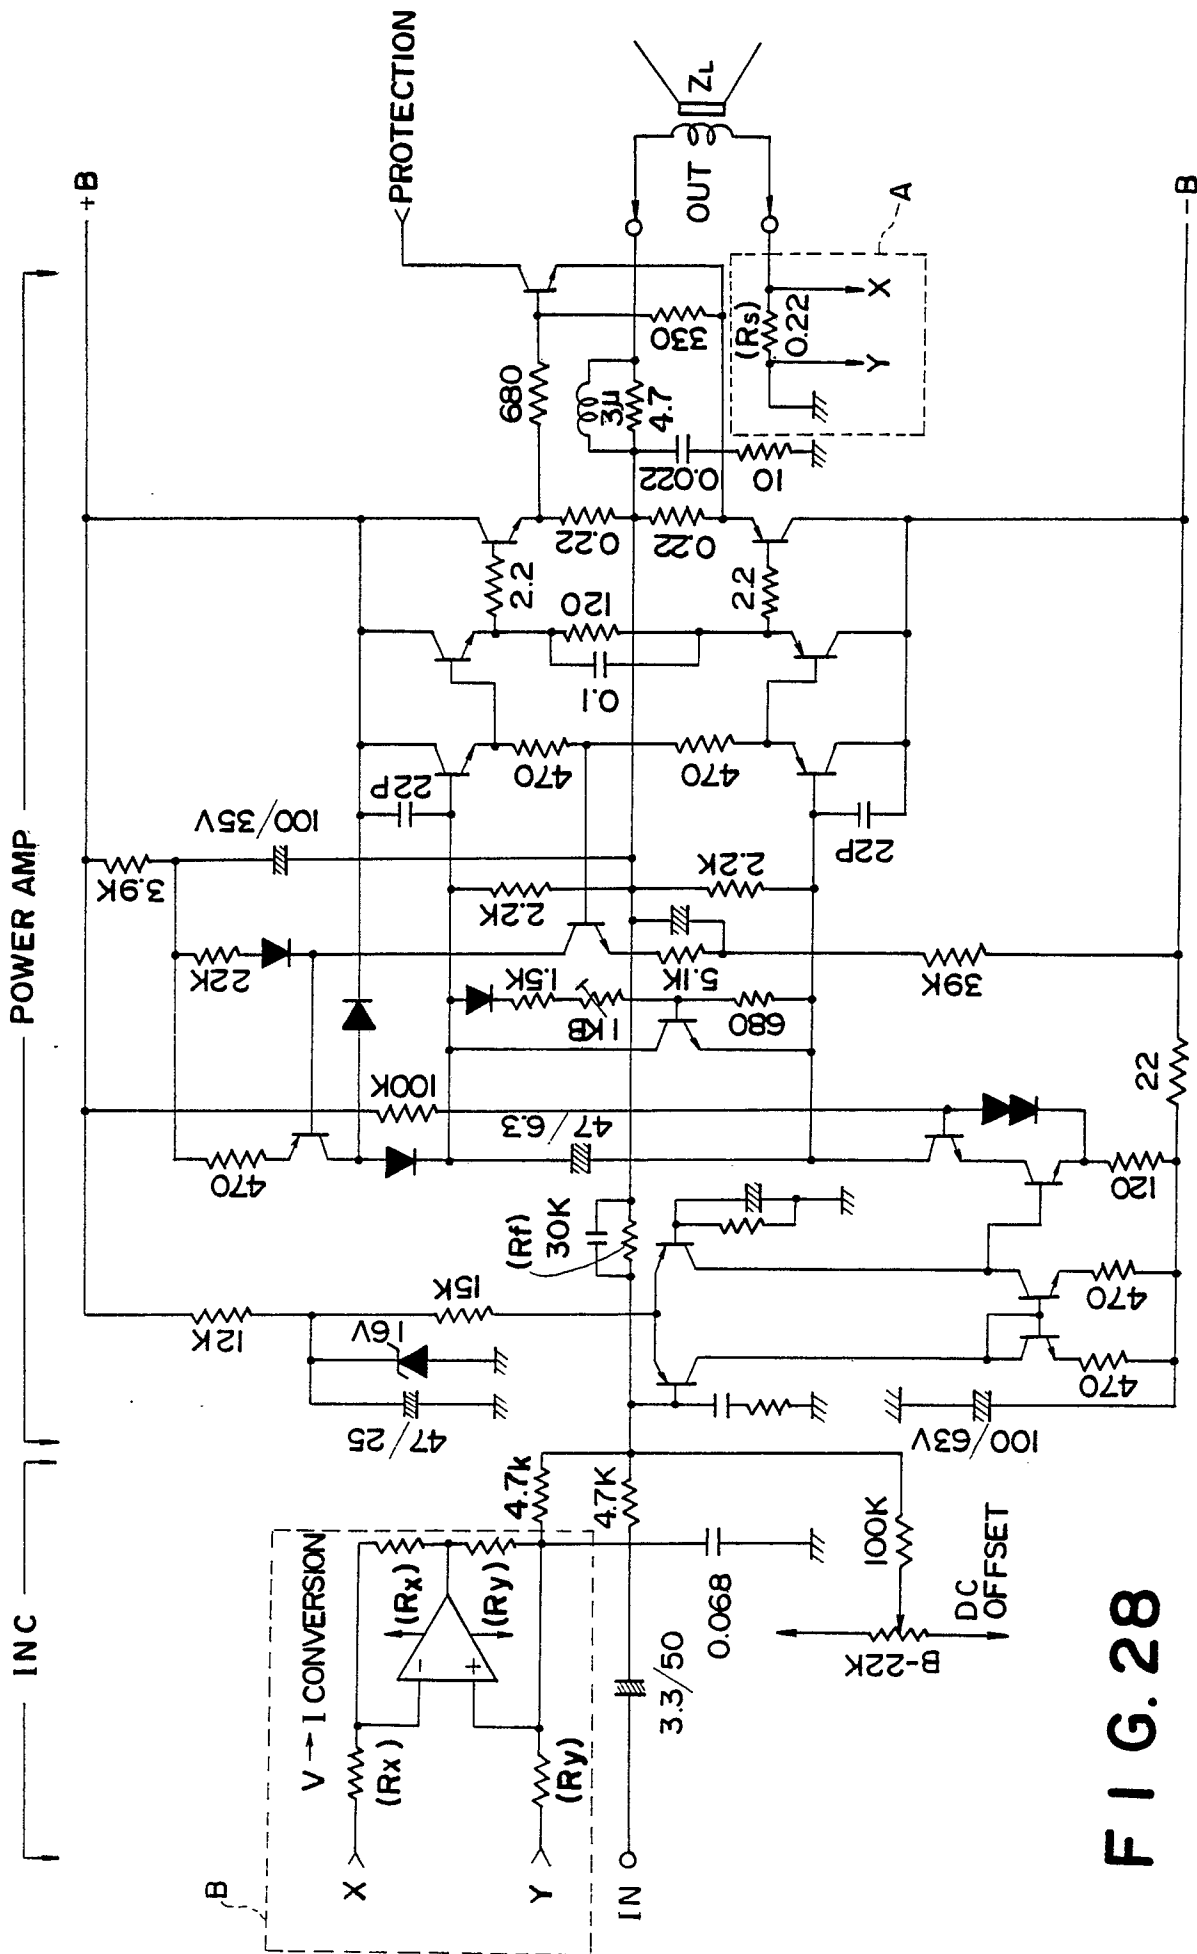 INC
POWER AMP
+B
-B
B
V → I CONVERSION
X
(Rx)
(Rx)
(Ry)
Y
(Ry)
IN
3.3/50
0.068
4.7k
4.7K
100K
B-22K
DC
OFFSET
47/25
16V
12K
15K
(Rf)
30K
100/63V
470
470
120
22
470
100K
47
6.3
22K
3.9K
100/35V
1.5K
1KB
680
5.1K
39K
2.2K
2.2K
22P
22P
470
470
0.1
120
2.2
2.2
0.22
0.22
0.022
10
3μ
4.7
680
330
PROTECTION
OUT
ZL
(Rs)
0.22
X
Y
A
FIG. 28